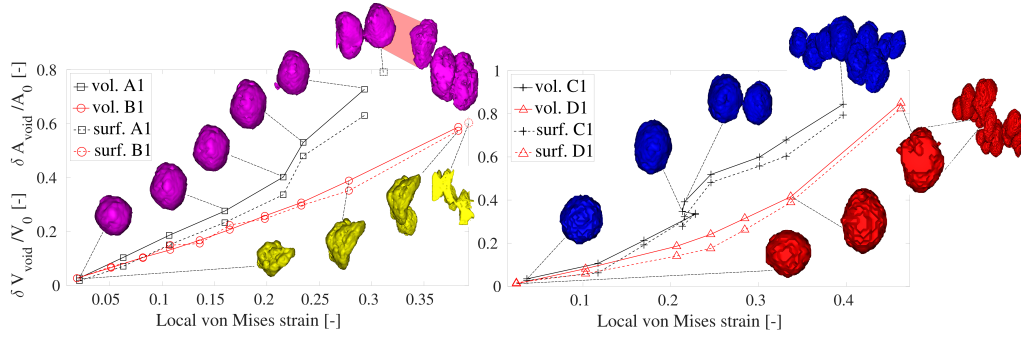 δ V_void /V_0 [-] δ A_void /A_0 [-]
0.8
0.6
0.4
0.2
0
vol. A1
vol. B1
surf. A1
surf. B1
0.05 0.1 0.15 0.2 0.25 0.3 0.35
Local von Mises strain [-]
1
0.8
0.6
0.4
0.2
0
vol. C1
vol. D1
surf. C1
surf. D1
0.1 0.2 0.3 0.4
Local von Mises strain [-]